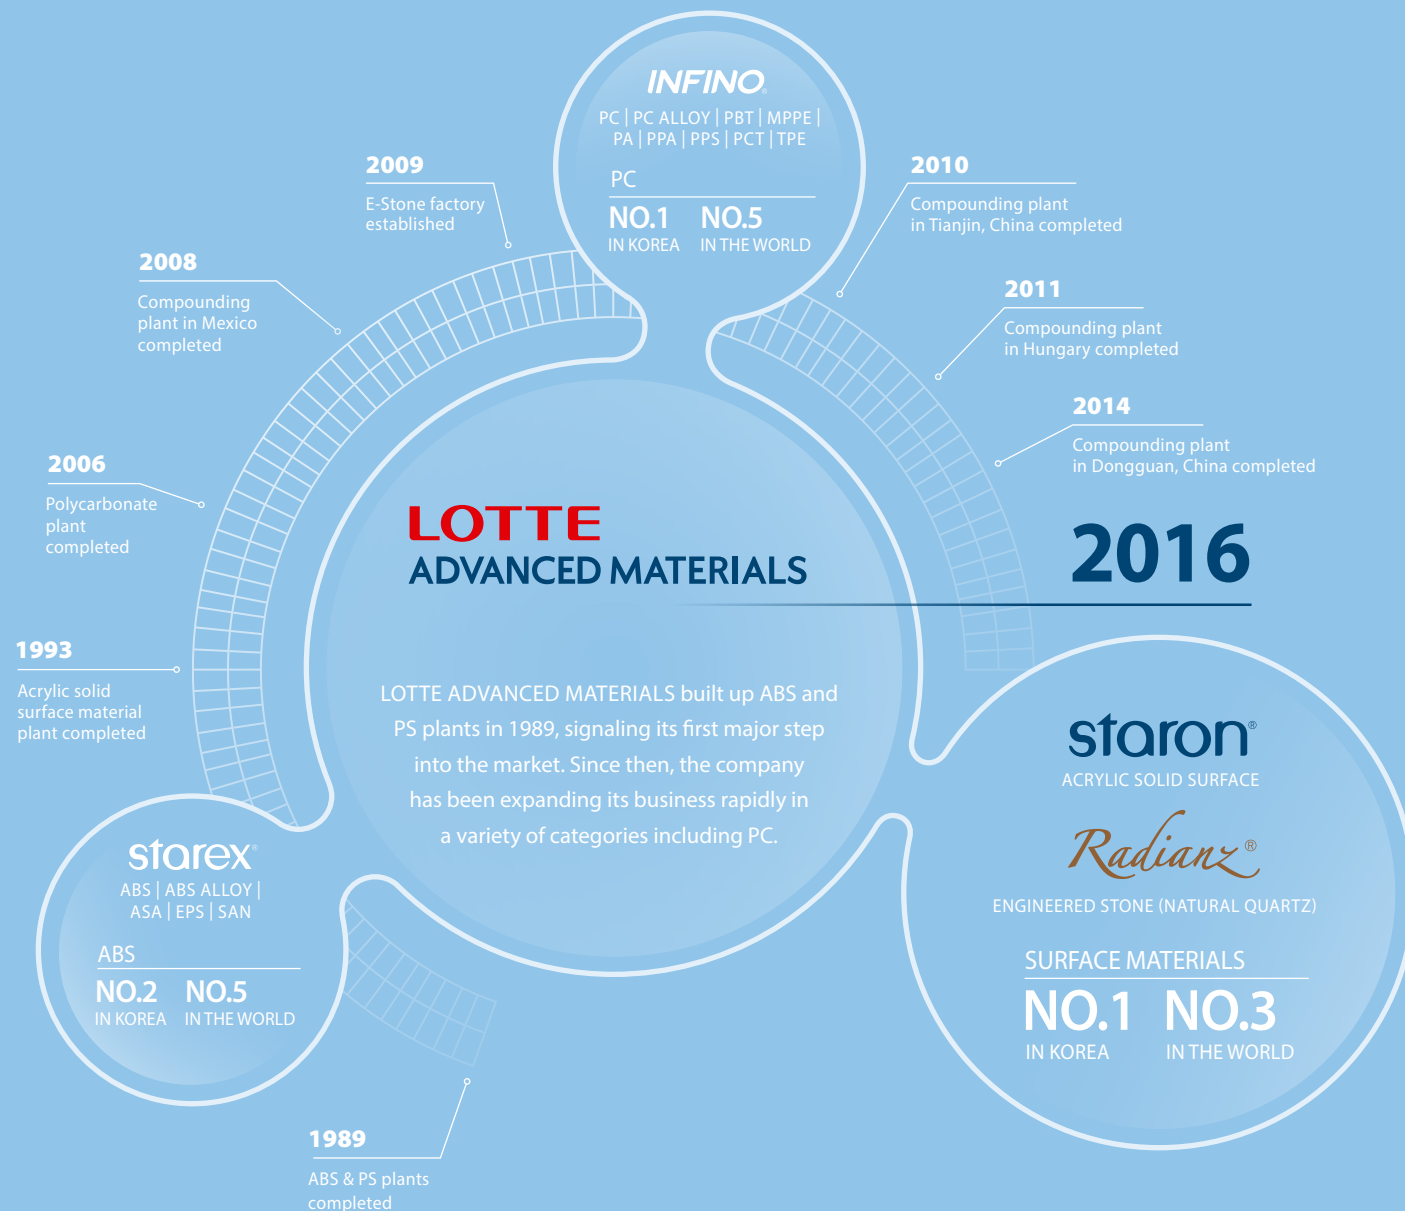 INFINO®
PC | PC ALLOY | PBT | MPPE |
PA | PPA | PPS | PCT | TPE
PC
NO.1 NO.5
IN KOREA IN THE WORLD
2009
E-Stone factory
established
2008
Compounding
plant in Mexico
completed
2006
Polycarbonate
plant
completed
1993
Acrylic solid
surface material
plant completed
2010
Compounding plant
in Tianjin, China completed
2011
Compounding plant
in Hungary completed
2014
Compounding plant
in Dongguan, China completed
2016
LOTTE
ADVANCED MATERIALS
LOTTE ADVANCED MATERIALS built up ABS and
PS plants in 1989, signaling its first major step
into the market. Since then, the company
has been expanding its business rapidly in
a variety of categories including PC.
starex®
ABS | ABS ALLOY |
ASA | EPS | SAN
ABS
NO.2 NO.5
IN KOREA IN THE WORLD
staron®
ACRYLIC SOLID SURFACE
Radianz®
ENGINEERED STONE (NATURAL QUARTZ)
SURFACE MATERIALS
NO.1 NO.3
IN KOREA IN THE WORLD
1989
ABS & PS plants
completed